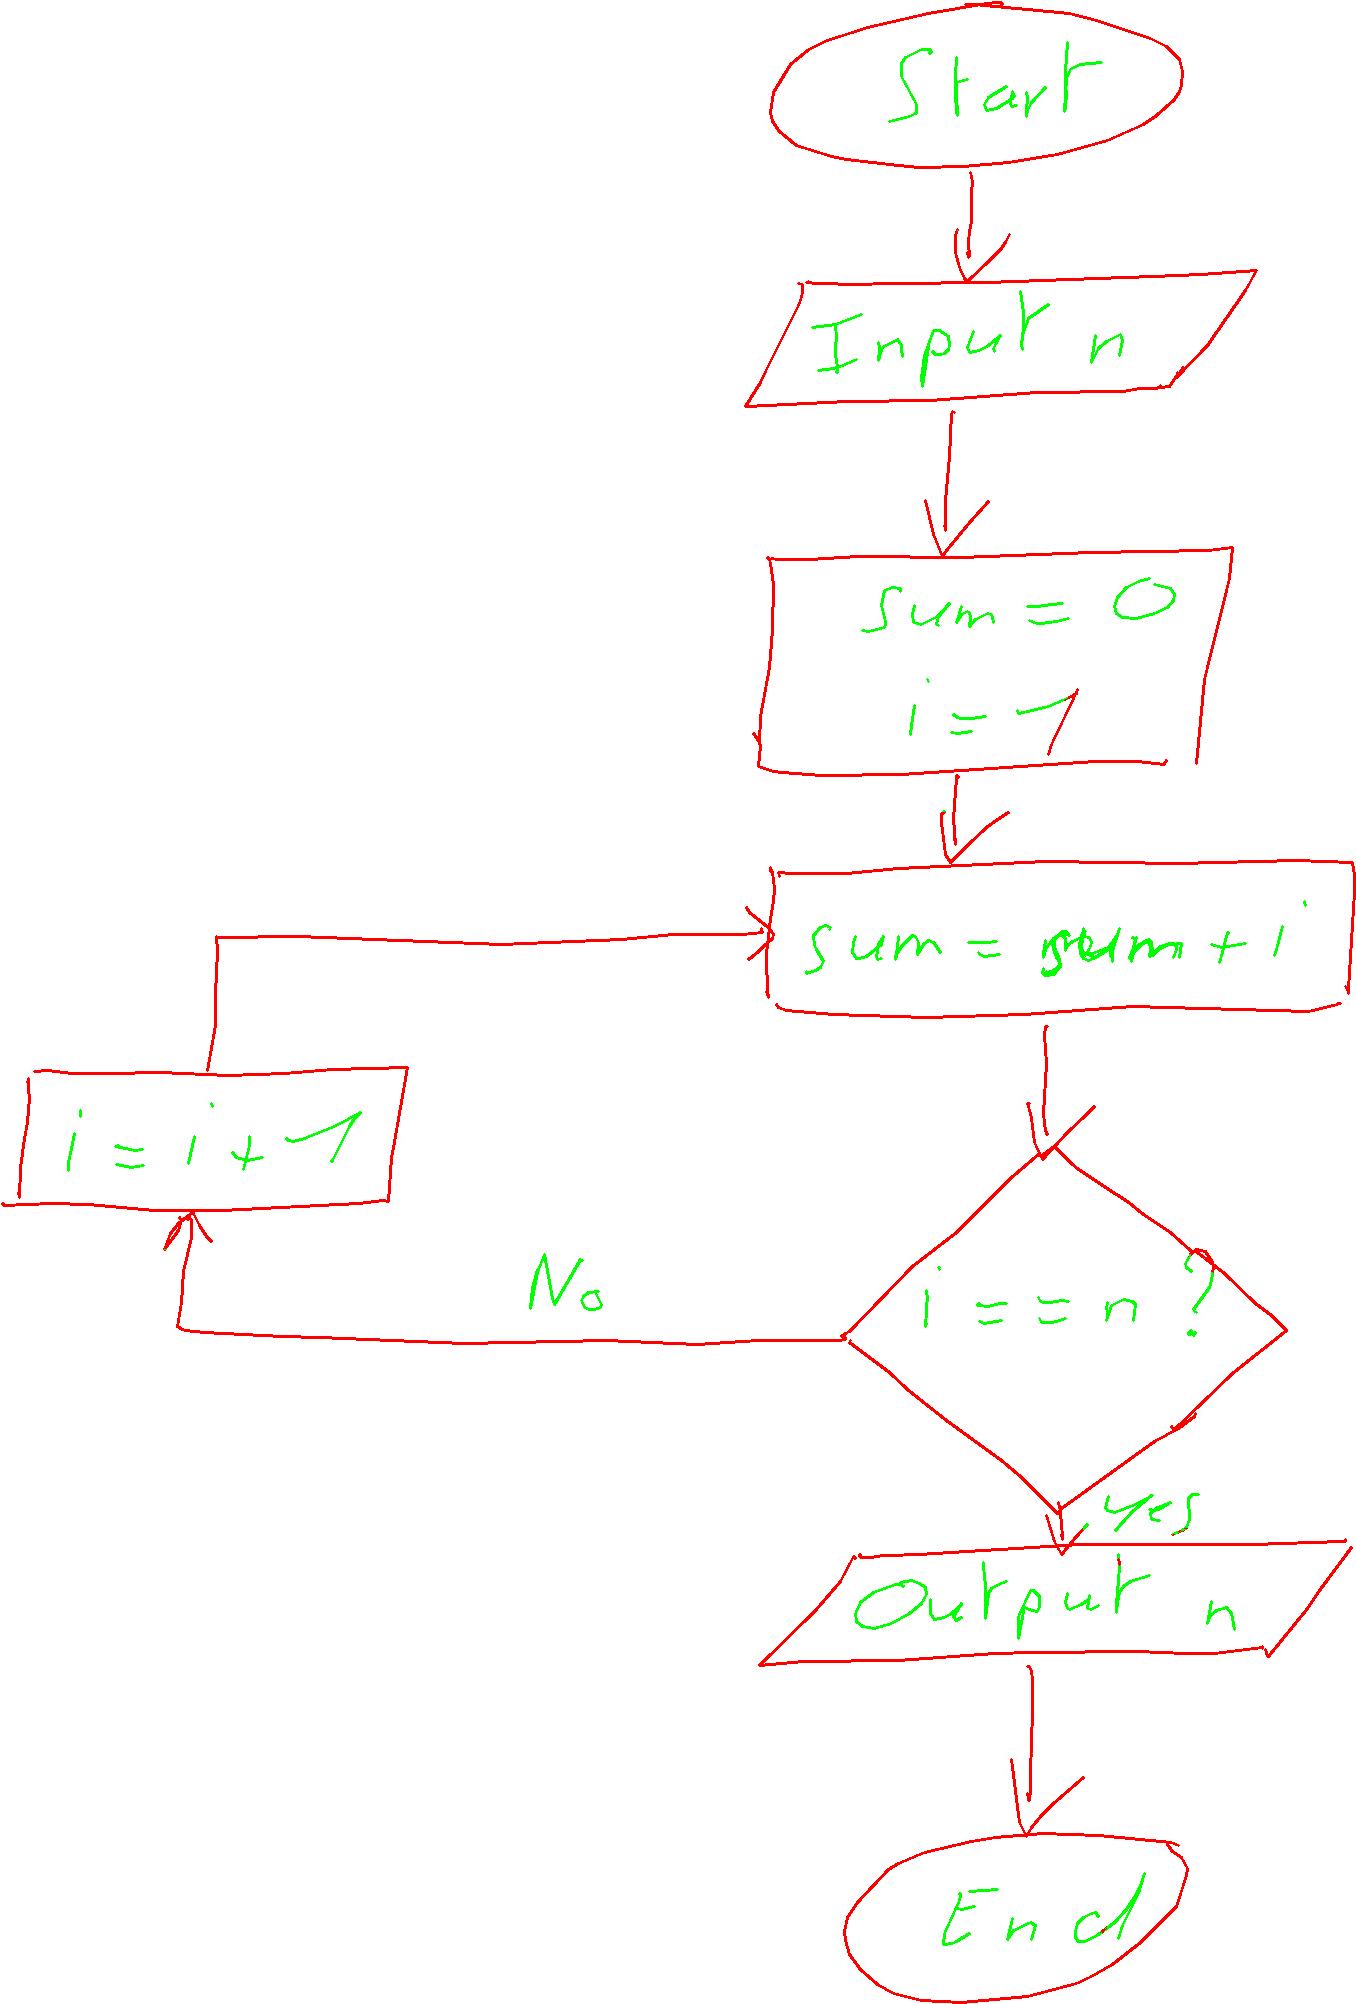 Start
Input n
sum = 0
i = 1
sum = sum + i
i = i + 1
No
i = = n ?
yes
Output n
End